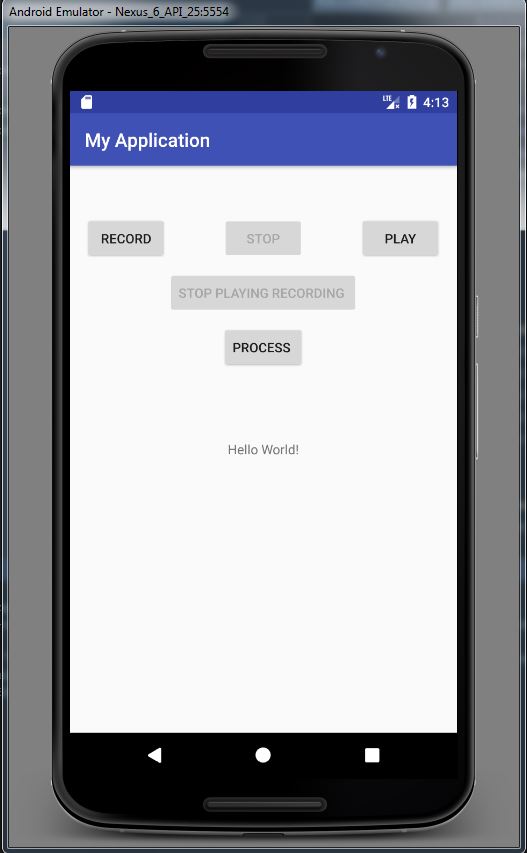 Android Emulator - Nexus_6_API_25:5554
LTE 4:13
My Application
RECORD STOP PLAY
STOP PLAYING RECORDING
PROCESS
Hello World!